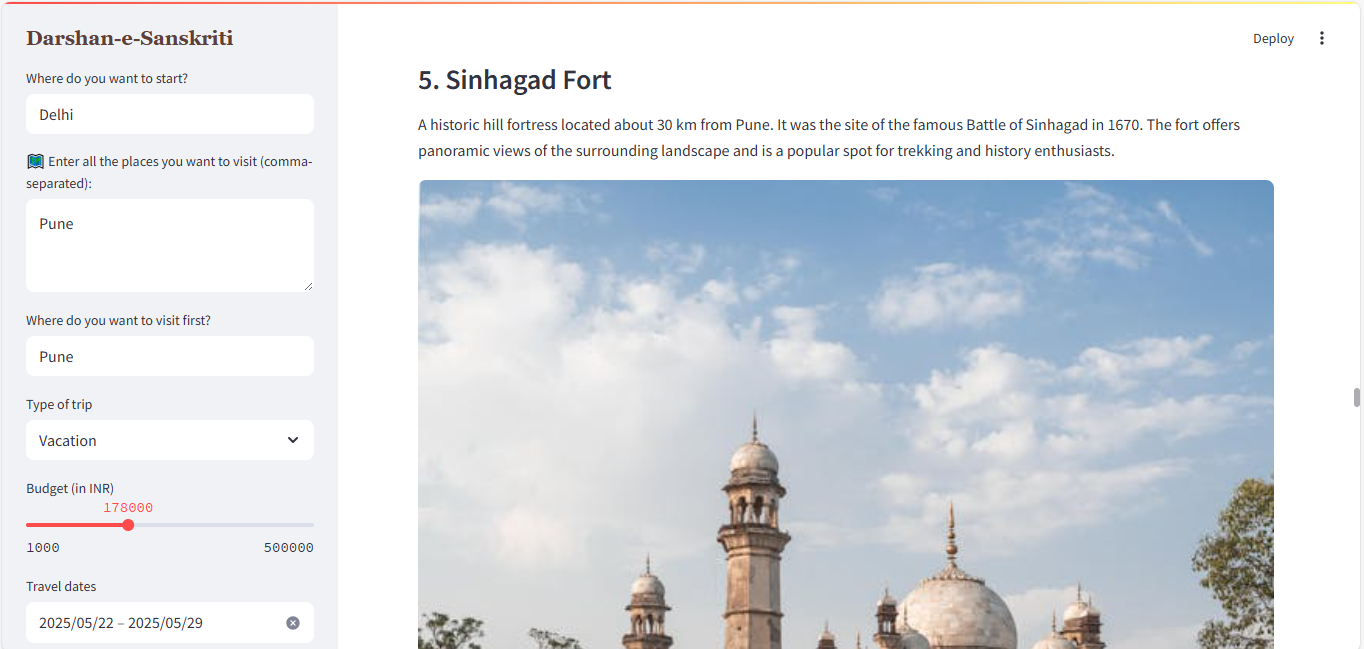 Darshan-e-Sanskriti
Where do you want to start?
Delhi
Enter all the places you want to visit (comma-
separated):
Pune
Where do you want to visit first?
Pune
Type of trip
Vacation
Budget (in INR)
178000
1000 500000
Travel dates
2025/05/22 – 2025/05/29
Deploy
5. Sinhagad Fort
A historic hill fortress located about 30 km from Pune. It was the site of the famous Battle of Sinhagad in 1670. The fort offers
panoramic views of the surrounding landscape and is a popular spot for trekking and history enthusiasts.